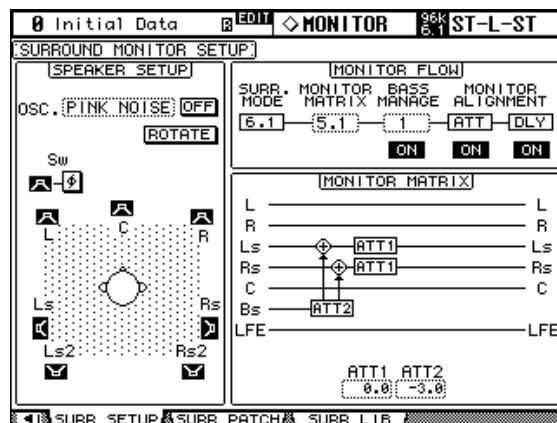 0 Initial Data EDIT MONITOR 96k 6.1 ST-L-ST
SURROUND MONITOR SETUP
SPEAKER SETUP
OSC. PINK NOISE OFF
ROTATE
Sw
L C R
Ls Rs
Ls2 Rs2
MONITOR FLOW
SURR. MODE MONITOR MATRIX BASS MANAGE MONITOR ALIGNMENT
6.1 5.1 1 ATT DLY
ON ON ON
MONITOR MATRIX
L L
R R
Ls ATT1 Ls
Rs ATT1 Rs
C C
Bs ATT2
LFE LFE
ATT1 ATT2
0.0 -3.0
SURR SETUP SURR PATCH SURR LIB